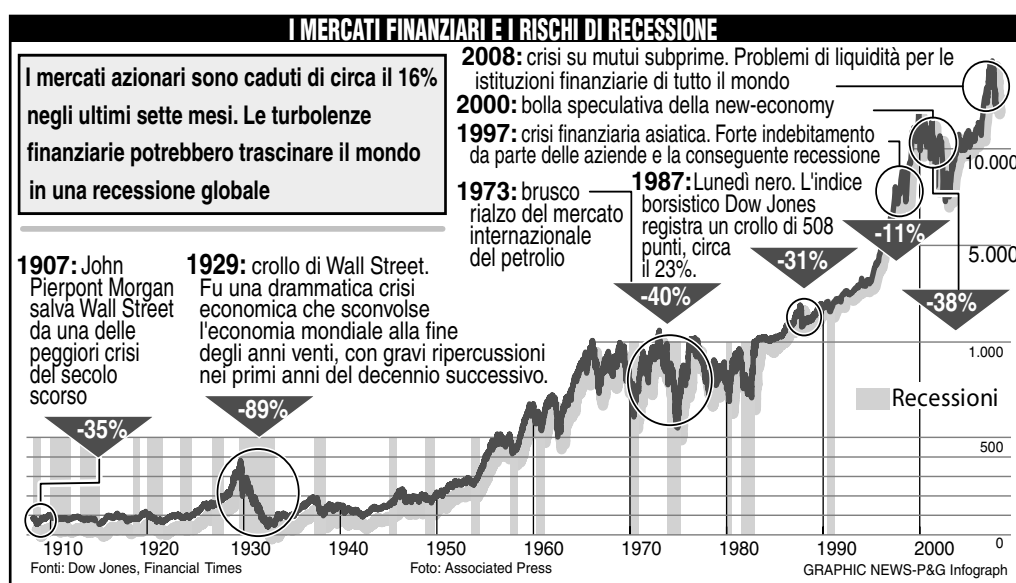 I MERCATI FINANZIARI E I RISCHI DI RECESSIONE
I mercati azionari sono caduti di circa il 16%
negli ultimi sette mesi. Le turbolenze
finanziarie potrebbero trascinare il mondo
in una recessione globale
2008: crisi su mutui subprime. Problemi di liquidità per le
istituzioni finanziarie di tutto il mondo
2000: bolla speculativa della new-economy
1997: crisi finanziaria asiatica. Forte indebitamento
da parte delle aziende e la conseguente recessione
1973: brusco
rialzo del mercato
internazionale
del petrolio
1987: Lunedì nero. L'indice
borsistico Dow Jones
registra un crollo di 508
punti, circa
il 23%.
1907: John
Pierpont Morgan
salva Wall Street
da una delle
peggiori crisi
del secolo
scorso
1929: crollo di Wall Street.
Fu una drammatica crisi
economica che sconvolse
l'economia mondiale alla fine
degli anni venti, con gravi ripercussioni
nei primi anni del decennio successivo.
-35%
-89%
-40%
-31%
-11%
-38%
10.000
5.000
1.000
Recessioni
500
0
1910 1920 1930 1940 1950 1960 1970 1980 1990 2000
Fonti: Dow Jones, Financial Times
Foto: Associated Press
GRAPHIC NEWS-P&G Infograph